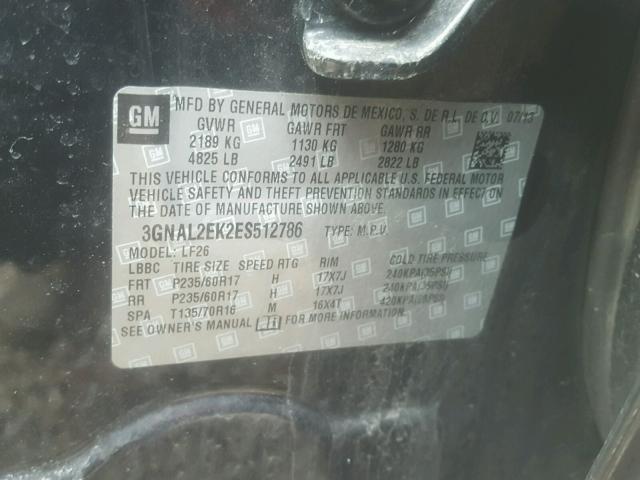 GM MFD BY GENERAL MOTORS DE MEXICO, S. DE R.L. DE C.V. 07/13
GVWR GAWR FRT GAWR RR
2189 KG 1130 KG 1280 KG
4825 LB 2491 LB 2822 LB
THIS VEHICLE CONFORMS TO ALL APPLICABLE U.S. FEDERAL MOTOR
VEHICLE SAFETY AND THEFT PREVENTION STANDARDS IN EFFECT ON
THE DATE OF MANUFACTURE SHOWN ABOVE.
3GNAL2EK2ES512786 TYPE: M.P.V.
MODEL: LF26
LBBC TIRE SIZE SPEED RTG RIM COLD TIRE PRESSURE
FRT P235/60R17 H 17X7J 240KPA(35PSI)
RR P235/60R17 H 17X7J 240KPA(35PSI)
SPA T135/70R16 M 16X4T 420KPA(60PSI)
SEE OWNER'S MANUAL FOR MORE INFORMATION.